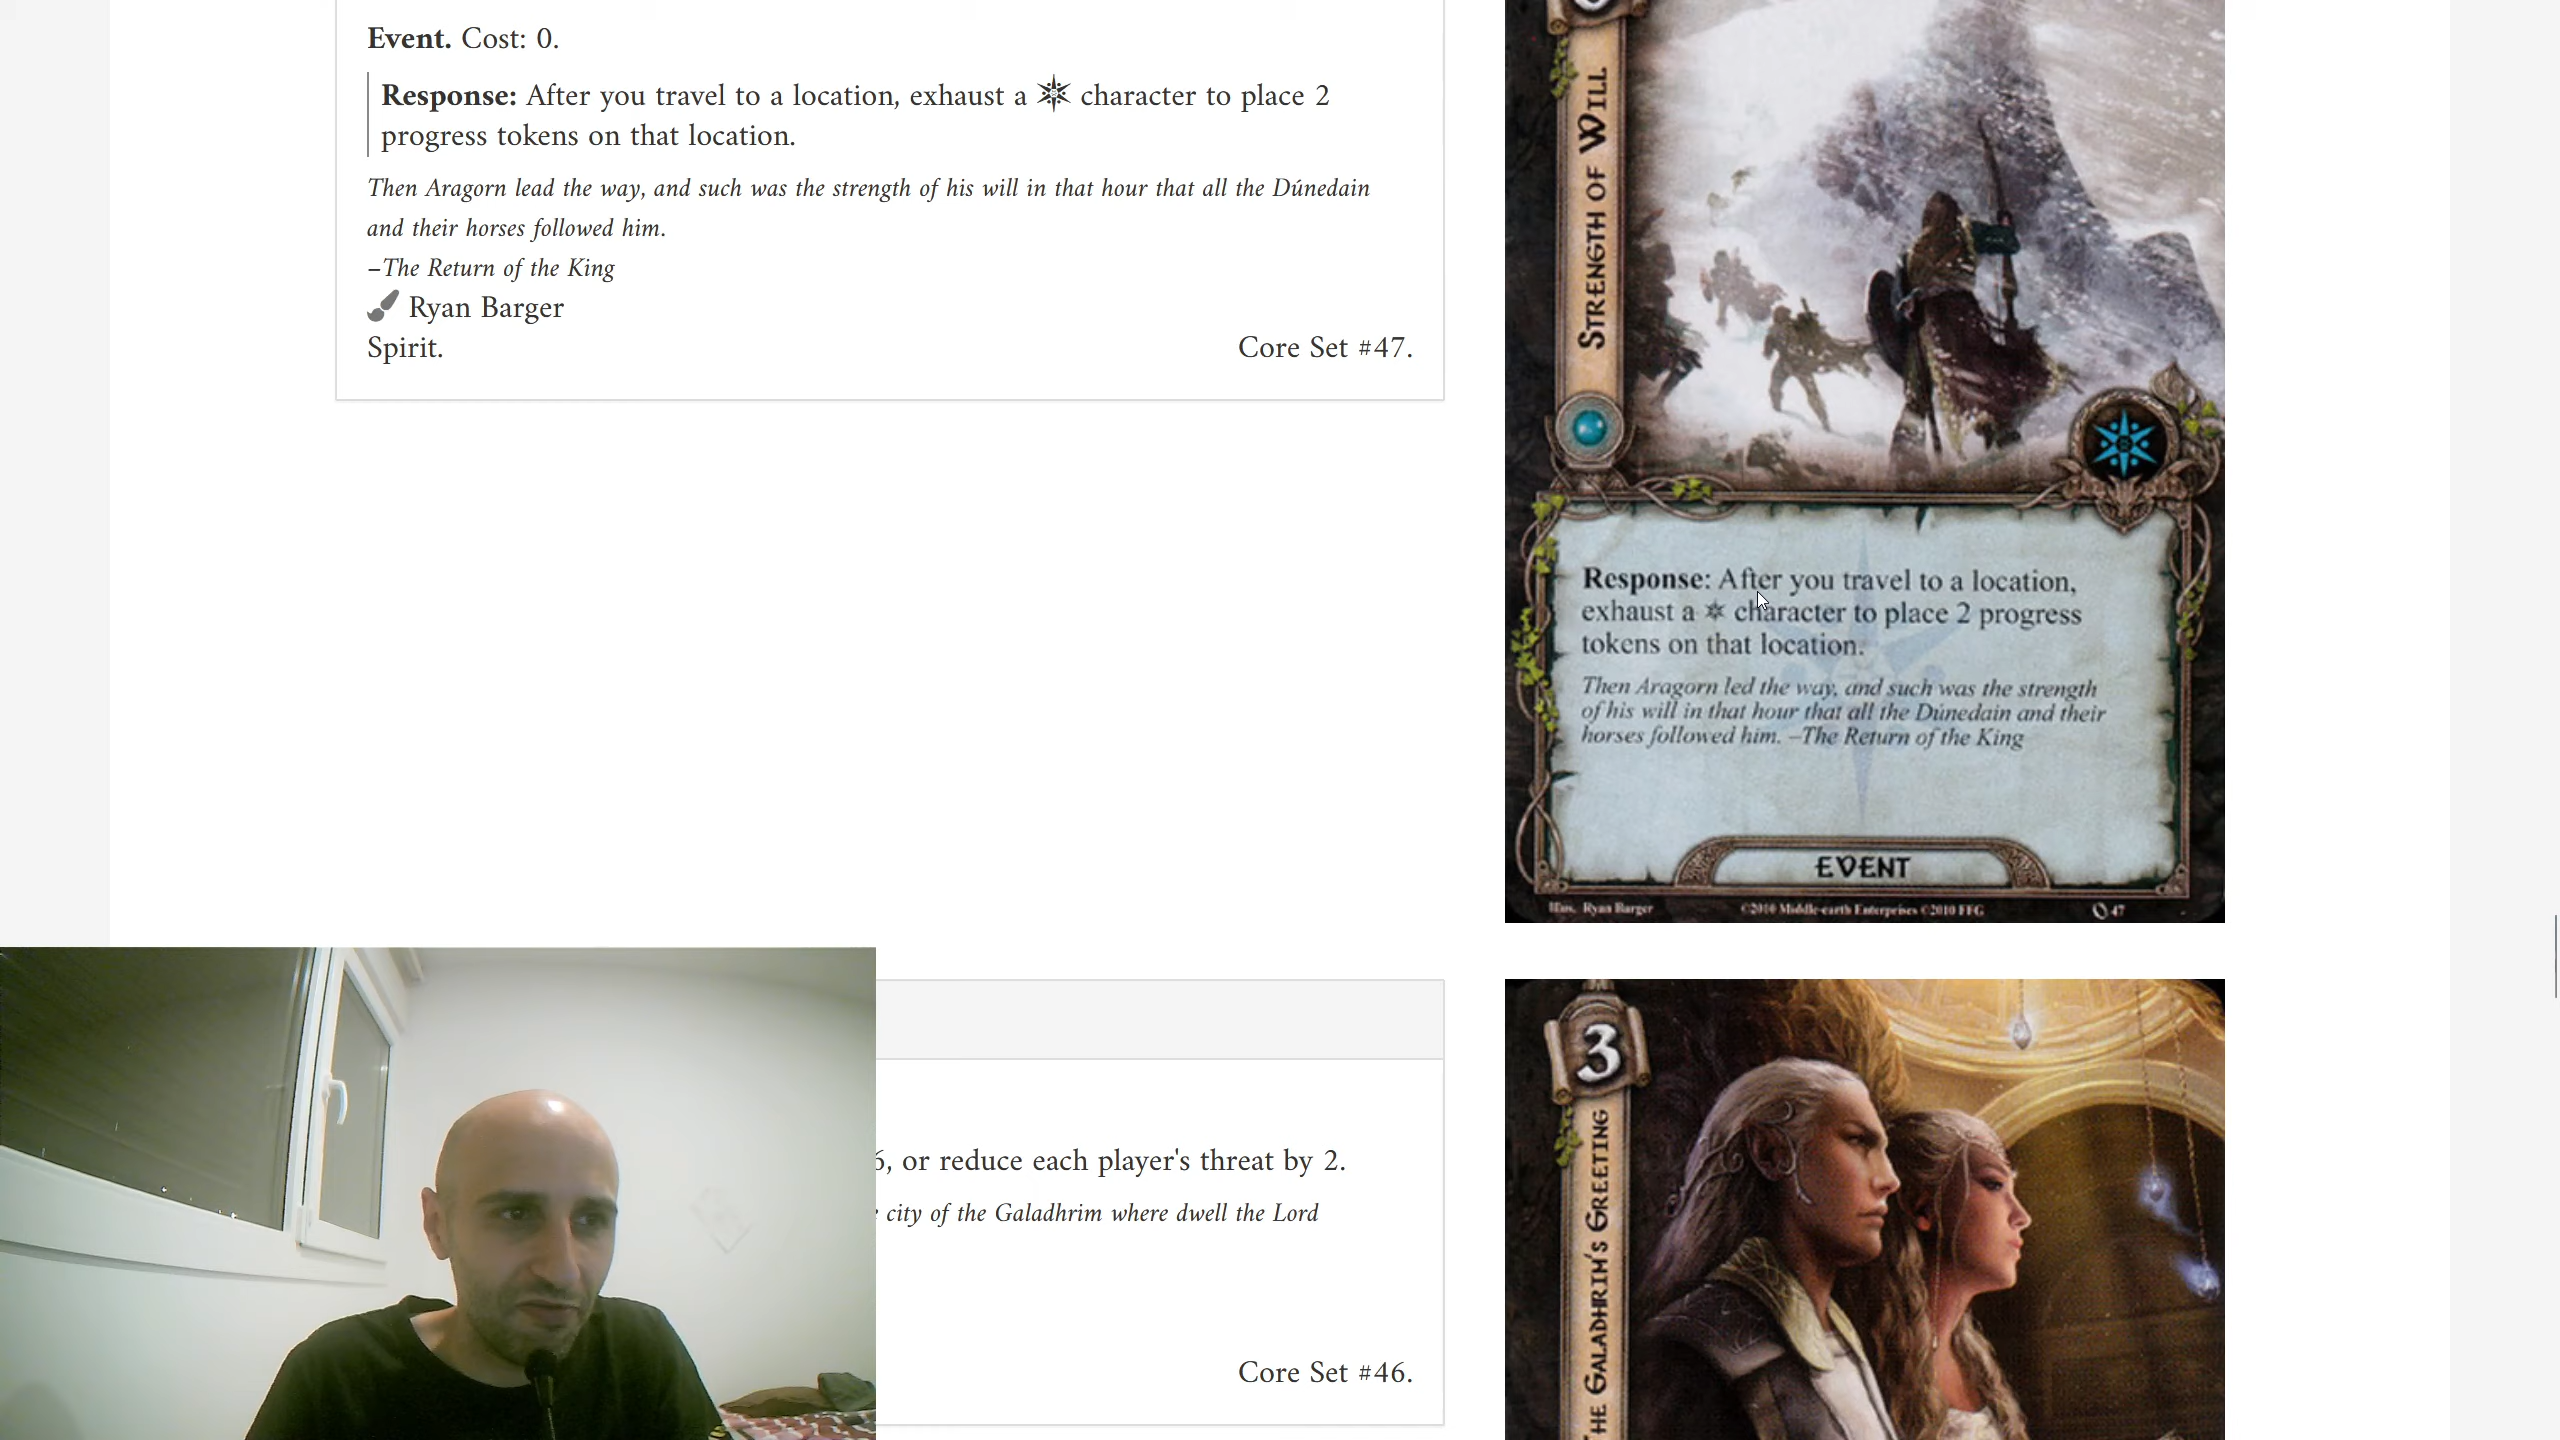 Event. Cost: 0.
Response: After you travel to a location, exhaust a character to place 2
progress tokens on that location.
Then Aragorn lead the way, and such was the strength of his will in that hour that all the Dúnedain
and their horses followed him.
–The Return of the King
Ryan Barger
Spirit.
Core Set #47.
STRENGTH OF WILL
Response: After you travel to a location,
exhaust a character to place 2 progress
tokens on that location.
Then Aragorn led the way, and such was the strength
of his will in that hour that all the Dúnedain and their
horses followed him. –The Return of the King
EVENT
Illus. Ryan Barger
©2010 Middle-earth Enterprises ©2010 FFG
47
6, or reduce each player's threat by 2.
city of the Galadhrim where dwell the Lord
Core Set #46.
3
THE GALADHRIM'S GREETING